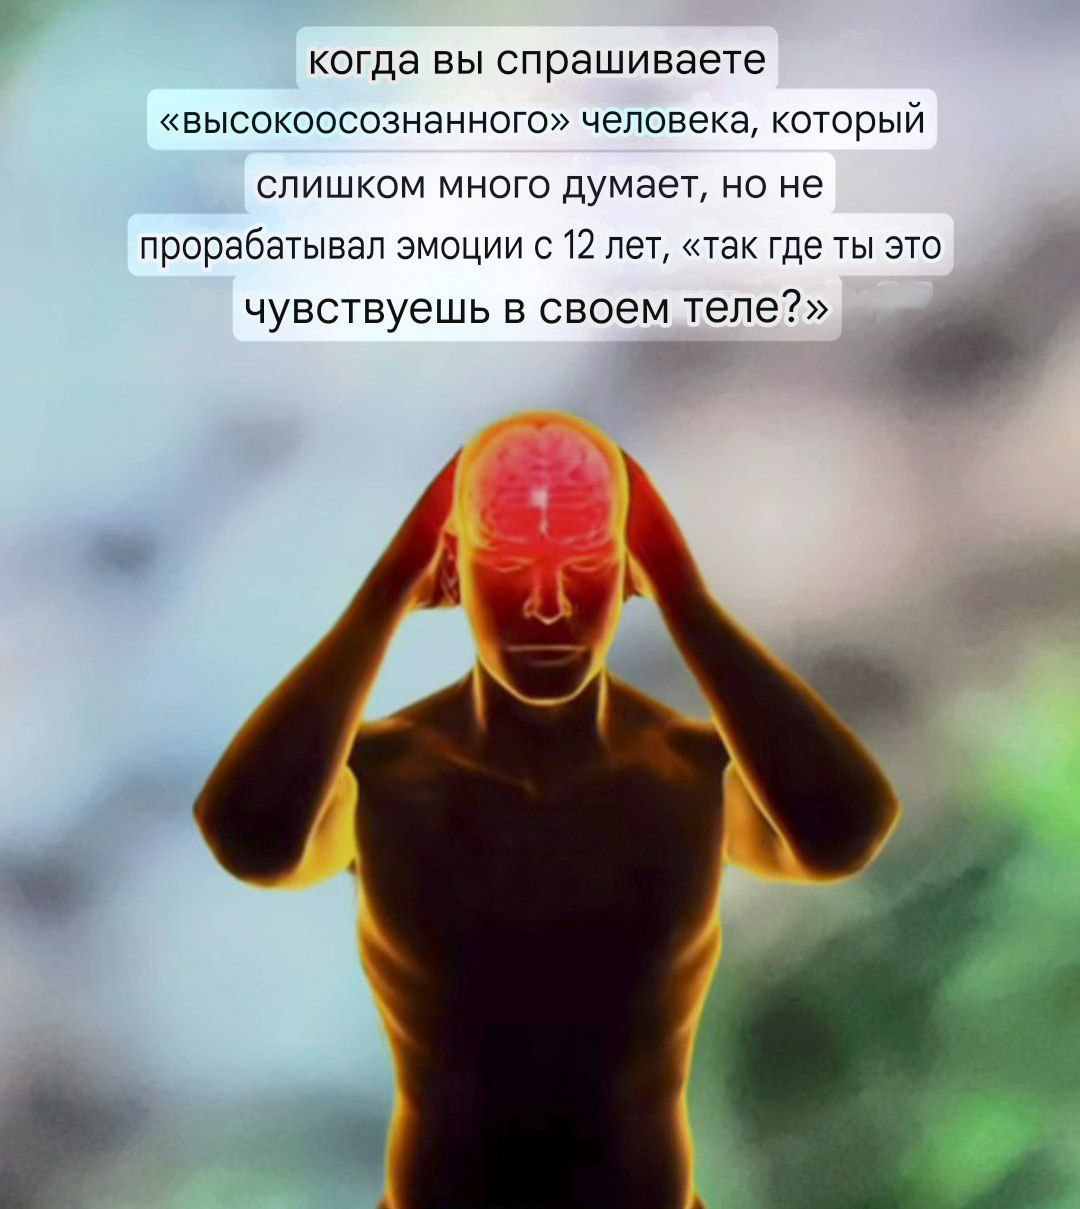 когда вы спрашиваете
«высокоосознанного» человека, который
слишком много думает, но не
прорабатывал эмоции с 12 лет, «так где ты это
чувствуешь в своем теле?»